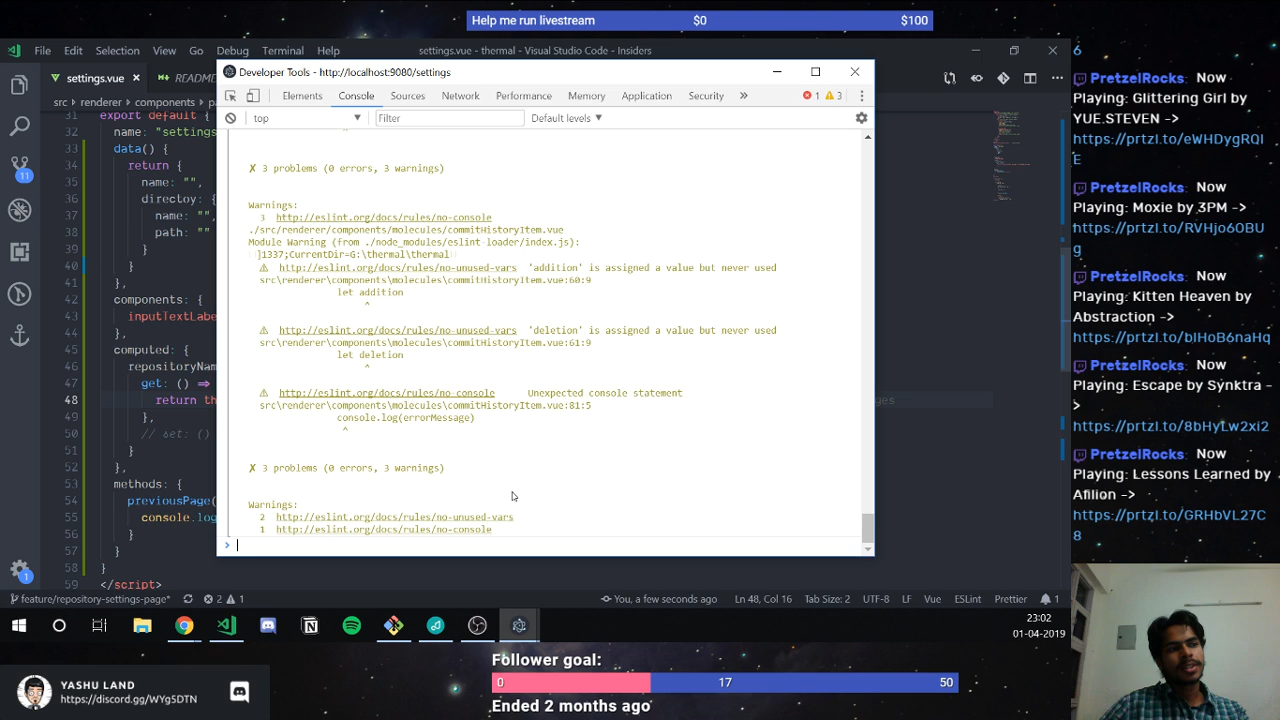 Help me run livestream $0 $100
File Edit Selection View Go Debug Terminal Help settings.vue - thermal - Visual Studio Code - Insiders
settings.vue
README
src renderer components
Developer Tools - http://localhost:9080/settings
Elements Console Sources Network Performance Memory Application Security » 1 3
top Filter Default levels
31 export default {
32 name: "settings
33 data() {
34 return {
35 name: "",
36 directoy:
37 name: ""
38 path: ""
39 }
40 }
41 },
42 components: {
43 inputTextLabe
44 },
45 computed: {
46 repositoryNam
47 get: () =>
48 return th
49 },
50 // set: ()
51 }
52 },
53 methods: {
54 previousPage(
55 console.log
56 }
57 }
58 }
59 </script>
✗ 3 problems (0 errors, 3 warnings)
Warnings:
3 http://eslint.org/docs/rules/no-console
./src/renderer/components/molecules/commitHistoryItem.vue
Module Warning (from ./node_modules/eslint-loader/index.js):
]1337;CurrentDir=G:\thermal\thermal
⚠ http://eslint.org/docs/rules/no-unused-vars 'addition' is assigned a value but never used
src\renderer\components\molecules\commitHistoryItem.vue:60:9
let addition
^
⚠ http://eslint.org/docs/rules/no-unused-vars 'deletion' is assigned a value but never used
src\renderer\components\molecules\commitHistoryItem.vue:61:9
let deletion
^
⚠ http://eslint.org/docs/rules/no-console Unexpected console statement
src\renderer\components\molecules\commitHistoryItem.vue:81:5
console.log(errorMessage)
^
✗ 3 problems (0 errors, 3 warnings)
Warnings:
2 http://eslint.org/docs/rules/no-unused-vars
1 http://eslint.org/docs/rules/no-console
>
11
1
feature/repository-settings-page* 2 1 You, a few seconds ago Ln 48, Col 16 Tab Size: 2 UTF-8 LF Vue ESLint Prettier 1
23:02
01-04-2019
6
PretzelRocks: Now
Playing: Glittering Girl by
YUE.STEVEN ->
https://prtzl.to/eWHDygRQI
E
PretzelRocks: Now
Playing: Moxie by 3PM ->
https://prtzl.to/RVHjo6OBU
g
PretzelRocks: Now
Playing: Kitten Heaven by
Abstraction ->
https://prtzl.to/blHoB6naHq
PretzelRocks: Now
Playing: Escape by Synktra -
>
https://prtzl.to/8bHyLw2xi2
PretzelRocks: Now
Playing: Lessons Learned by
Afilion ->
https://prtzl.to/GRHbVL27C
8
YASHU LAND
https://discord.gg/WYg5DTN
Follower goal:
0 17 50
Ended 2 months ago